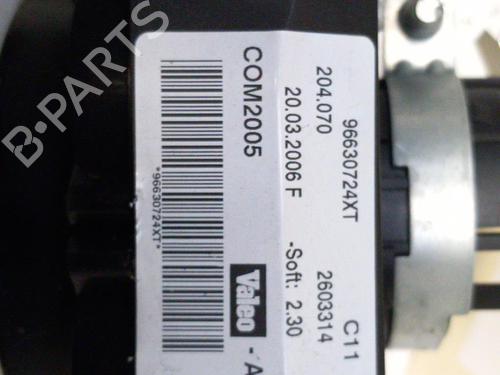 96630724XT C11
204.070 2603314
20.03.2006 F -Soft: 2.30
COM2005 Valeo - A
*96630724XT*
B-PARTS